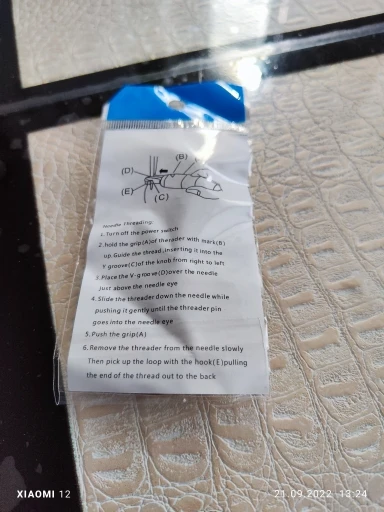 (B)
(D)
(E)
(C)
Needle Threading:
1.Turn off the power switch
2.hold the grip(A)of therader with mark(B)
up.Guide the thread,inserting it into the
Y groove(C)of the knob from right to left
3.Place the V-groove(D)over the needle
just above the needle eye
4.Slide the threader down the needle while
pushing it gently until the threader pin
goes into the needle eye
5.Push the grip(A)
6.Remove the threader from the needle slowly
Then pick up the loop with the hook(E)pulling
the end of the thread out to the back
XIAOMI 12
21.09.2022 13:24